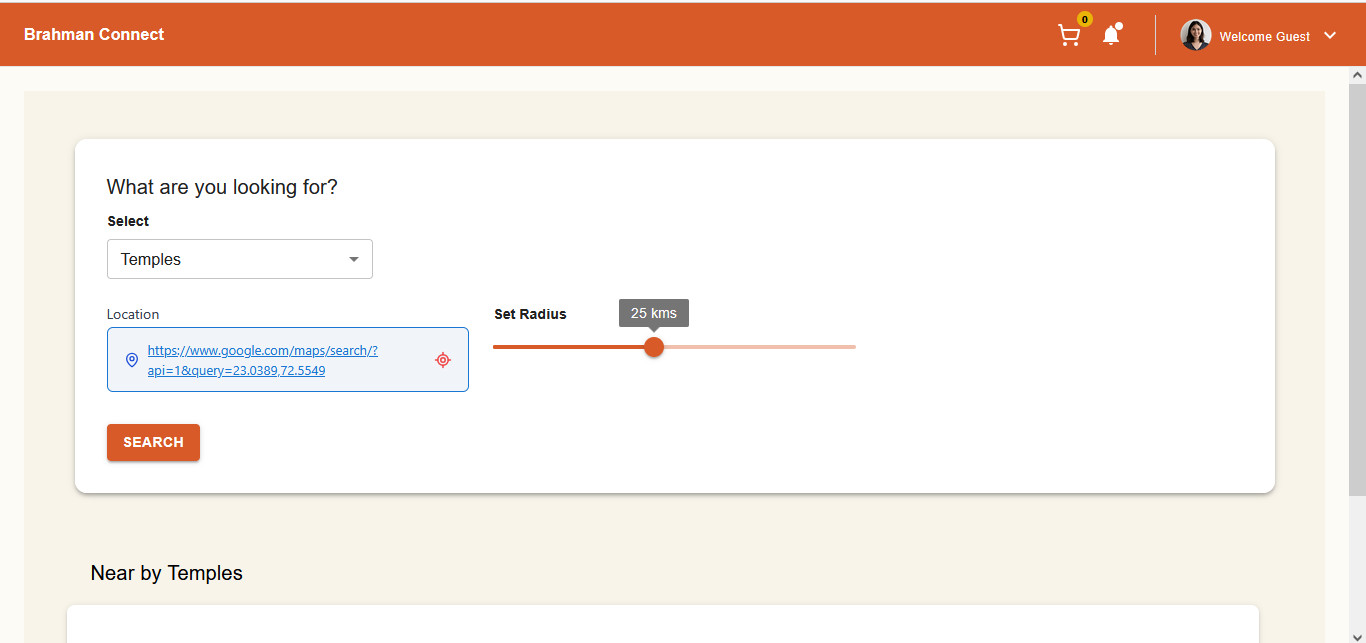 Brahman Connect
0
Welcome Guest
What are you looking for?
Select
Temples
Location
https://www.google.com/maps/search/?
api=1&query=23.0389,72.5549
Set Radius
25 kms
SEARCH
Near by Temples